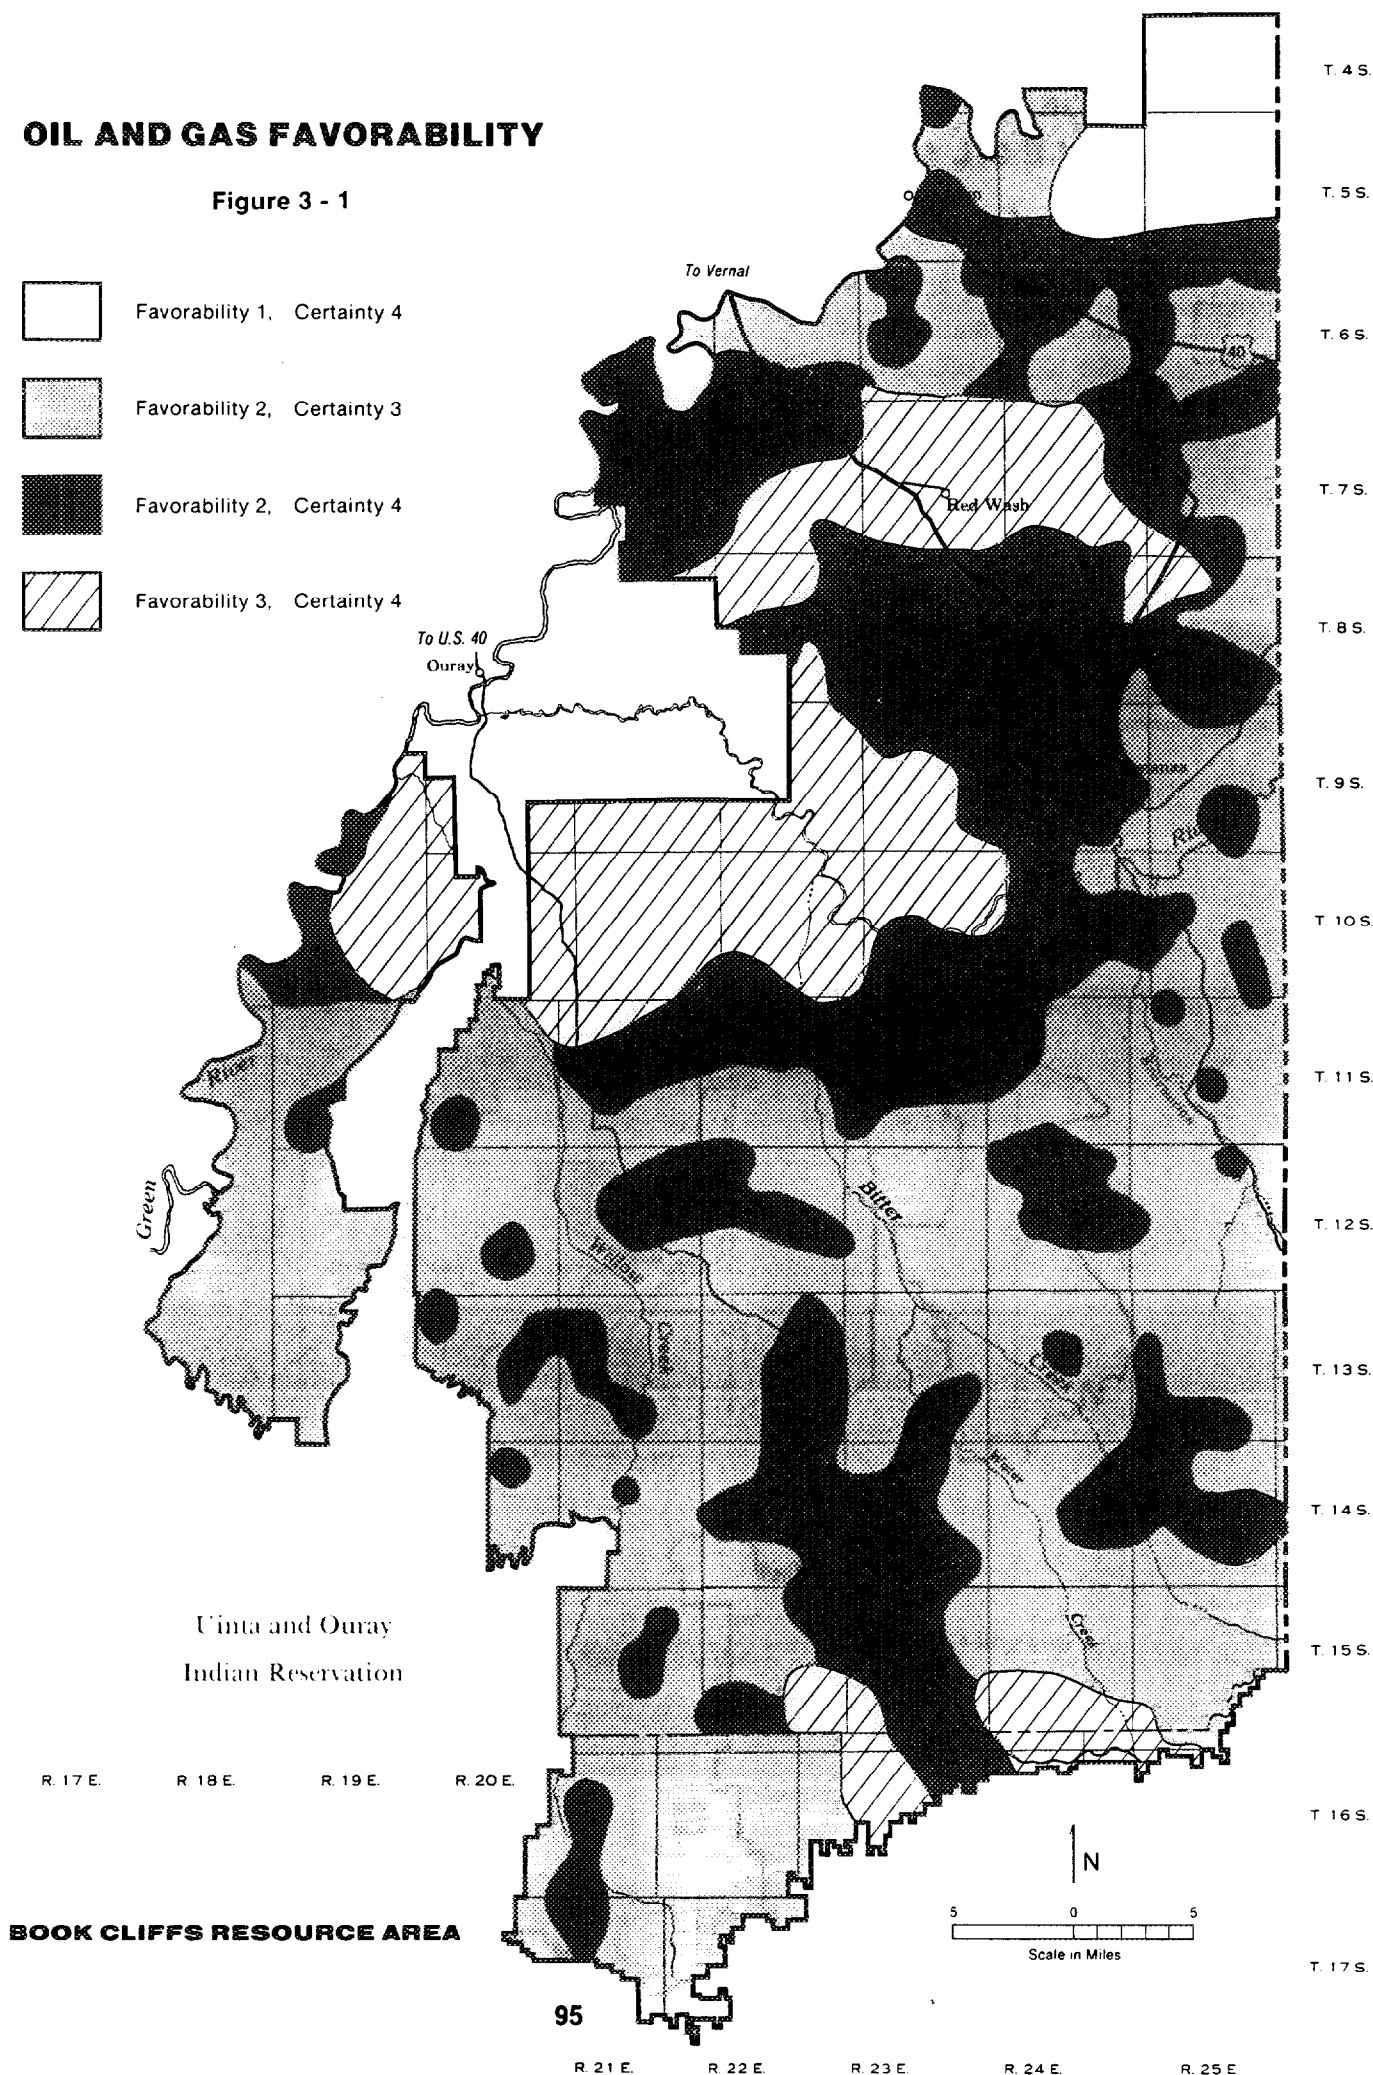 T. 4 S.
OIL AND GAS FAVORABILITY
Figure 3 - 1
T. 5 S.
To Vernal
Favorability 1, Certainty 4
T. 6 S.
40
Favorability 2, Certainty 3
T. 7 S.
Favorability 2, Certainty 4
Red Wash
Favorability 3, Certainty 4
T. 8 S.
To U.S. 40
Ouray
T. 9 S.
T. 10 S.
River
T. 11 S.
Green
Bitter
T. 12 S.
Willow
Creek
Creek
T. 13 S.
T. 14 S.
Uinta and Ouray
Indian Reservation
Creek
T. 15 S.
R. 17 E. R. 18 E. R. 19 E. R. 20 E.
T 16 S.
N
BOOK CLIFFS RESOURCE AREA
5 0 5
Scale in Miles
T. 17 S.
95
R. 21 E. R. 22 E. R. 23 E. R. 24 E. R. 25 E